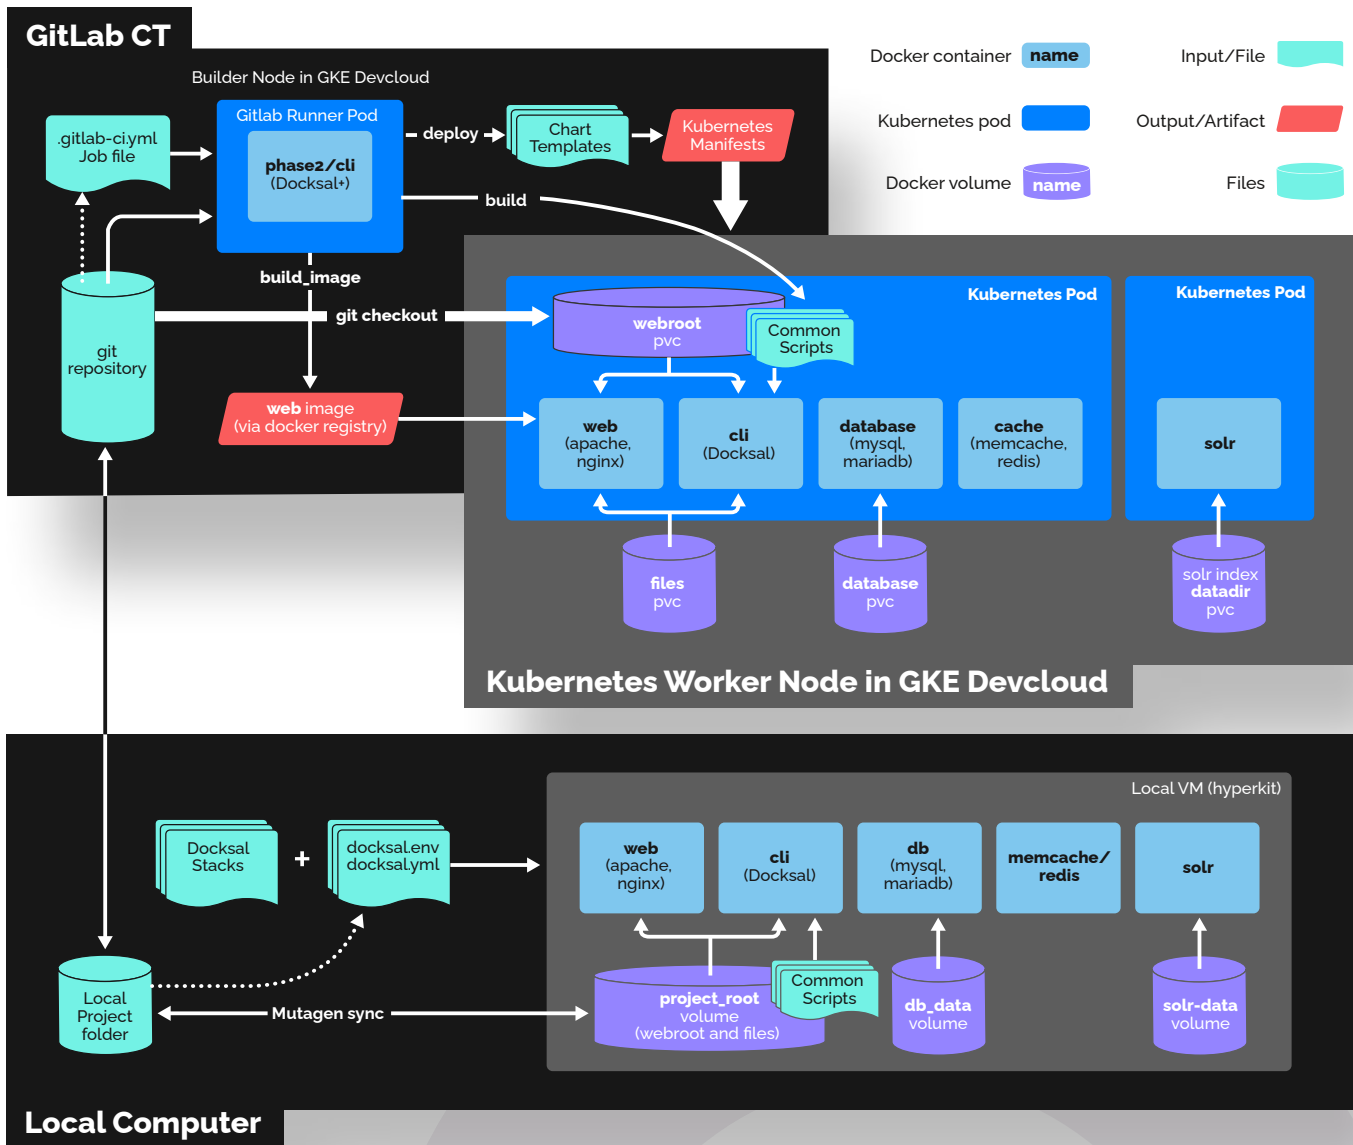 GitLab CT
Builder Node in GKE Devcloud
Docker container
name
Input/File
Kubernetes pod
Output/Artifact
Docker volume
name
Files
.gitlab-ci.yml
Job file
Gitlab Runner Pod
phase2/cli
(Docksal+)
deploy
Chart
Templates
Kubernetes
Manifests
build
build_image
git checkout
git
repository
web image
(via docker registry)
Kubernetes Pod
Kubernetes Pod
webroot
pvc
Common
Scripts
web
(apache,
nginx)
cli
(Docksal)
database
(mysql,
mariadb)
cache
(memcache,
redis)
solr
files
pvc
database
pvc
solr index
datadir
pvc
Kubernetes Worker Node in GKE Devcloud
Local VM (hyperkit)
Docksal
Stacks
+
docksal.env
docksal.yml
web
(apache,
nginx)
cli
(Docksal)
db
(mysql,
mariadb)
memcache/
redis
solr
Local
Project
folder
Mutagen sync
project_root
volume
(webroot and files)
Common
Scripts
db_data
volume
solr-data
volume
Local Computer